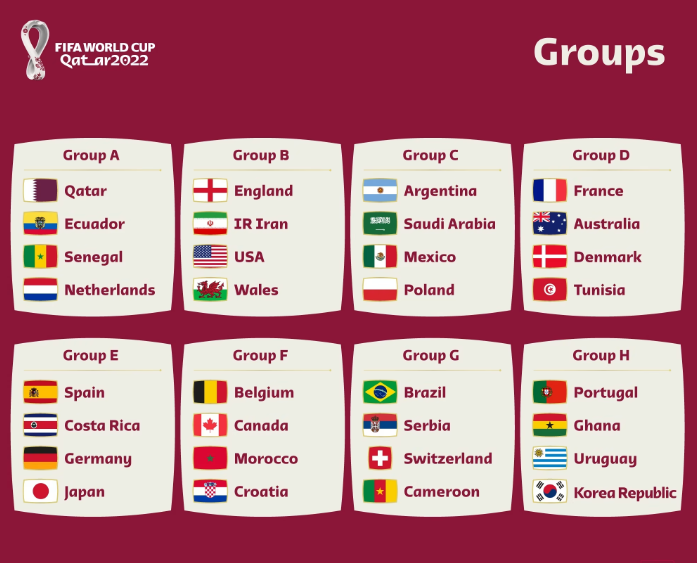 FIFA WORLD CUP
Qatar2022
Groups
Group A
Qatar
Ecuador
Senegal
Netherlands
Group B
England
IR Iran
USA
Wales
Group C
Argentina
Saudi Arabia
Mexico
Poland
Group D
France
Australia
Denmark
Tunisia
Group E
Spain
Costa Rica
Germany
Japan
Group F
Belgium
Canada
Morocco
Croatia
Group G
Brazil
Serbia
Switzerland
Cameroon
Group H
Portugal
Ghana
Uruguay
Korea Republic